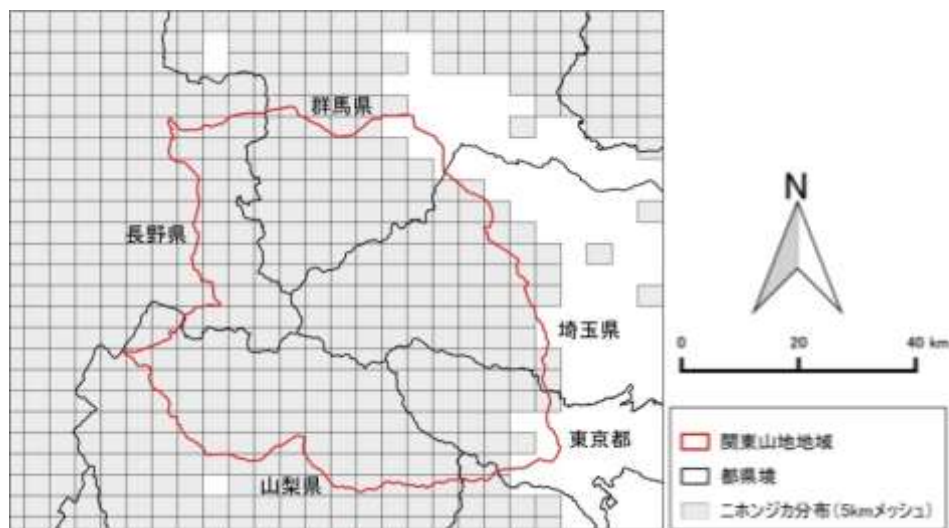 群馬県
長野県
埼玉県
東京都
山梨県
N
0 20 40 km
関東山地地域
都県境
ニホンジカ分布(5kmメッシュ)